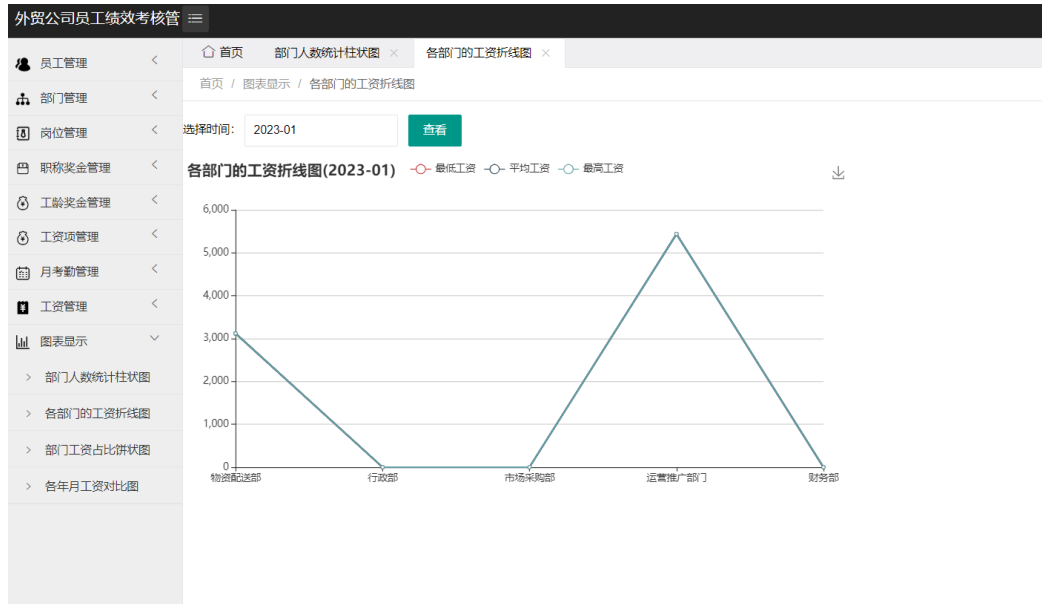 外贸公司员工绩效考核管
首页 部门人数统计柱状图 各部门的工资折线图
首页 / 图表显示 / 各部门的工资折线图
员工管理
部门管理
岗位管理
职称奖金管理
工龄奖金管理
工资项管理
月考勤管理
工资管理
图表显示
部门人数统计柱状图
各部门的工资折线图
部门工资占比饼状图
各年月工资对比图
选择时间: 2023-01 查看
各部门的工资折线图(2023-01) 最低工资 平均工资 最高工资
6,000
5,000
4,000
3,000
2,000
1,000
0
物资配送部 行政部 市场采购部 运营推广部门 财务部